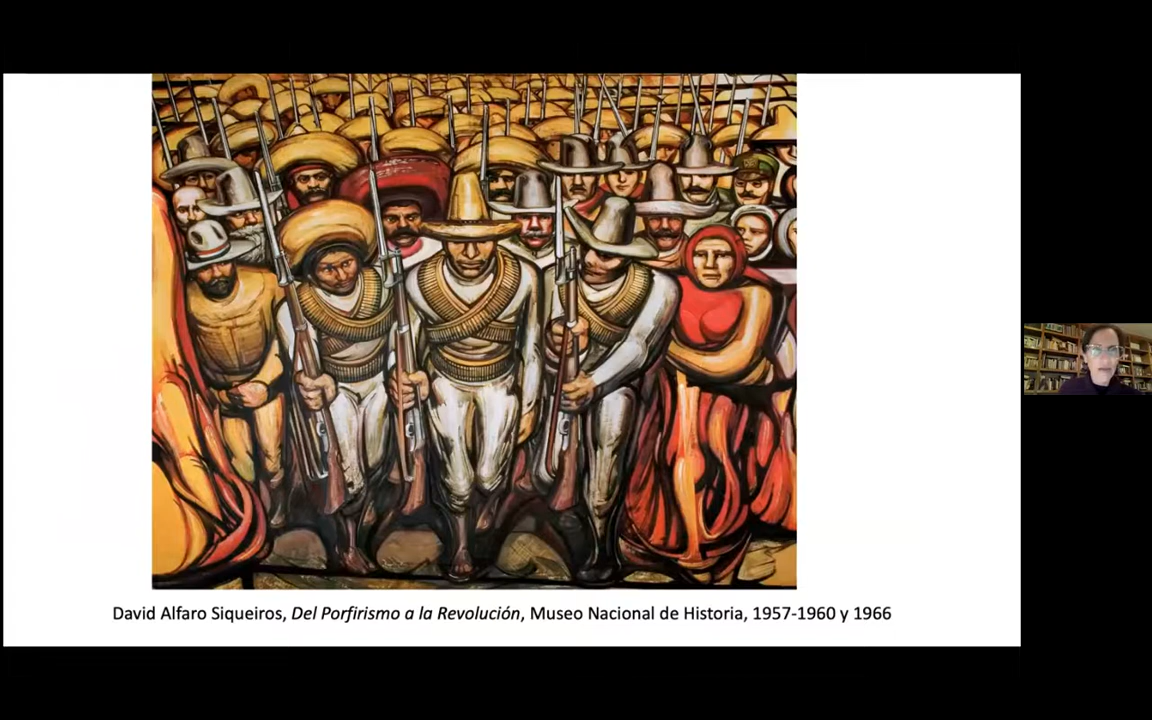 David Alfaro Siqueiros, Del Porfirismo a la Revolución, Museo Nacional de Historia, 1957-1960 y 1966